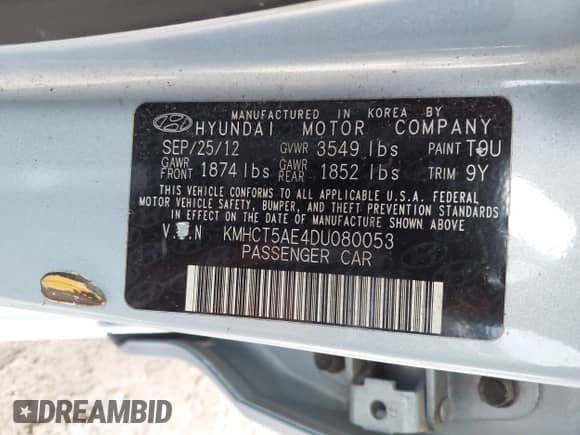 MANUFACTURED IN KOREA BY
HYUNDAI MOTOR COMPANY
SEP/25/12 GVWR 3549 lbs PAINT T9U
GAWR FRONT 1874 lbs GAWR REAR 1852 lbs TRIM 9Y
THIS VEHICLE CONFORMS TO ALL APPLICABLE U.S.A. FEDERAL
MOTOR VEHICLE SAFETY, BUMPER, AND THEFT PREVENTION STANDARDS
IN EFFECT ON THE DATE OF MANUFACTURE SHOWN ABOVE.
V.I.N KMHCT5AE4DU080053
PASSENGER CAR
DREAMBID